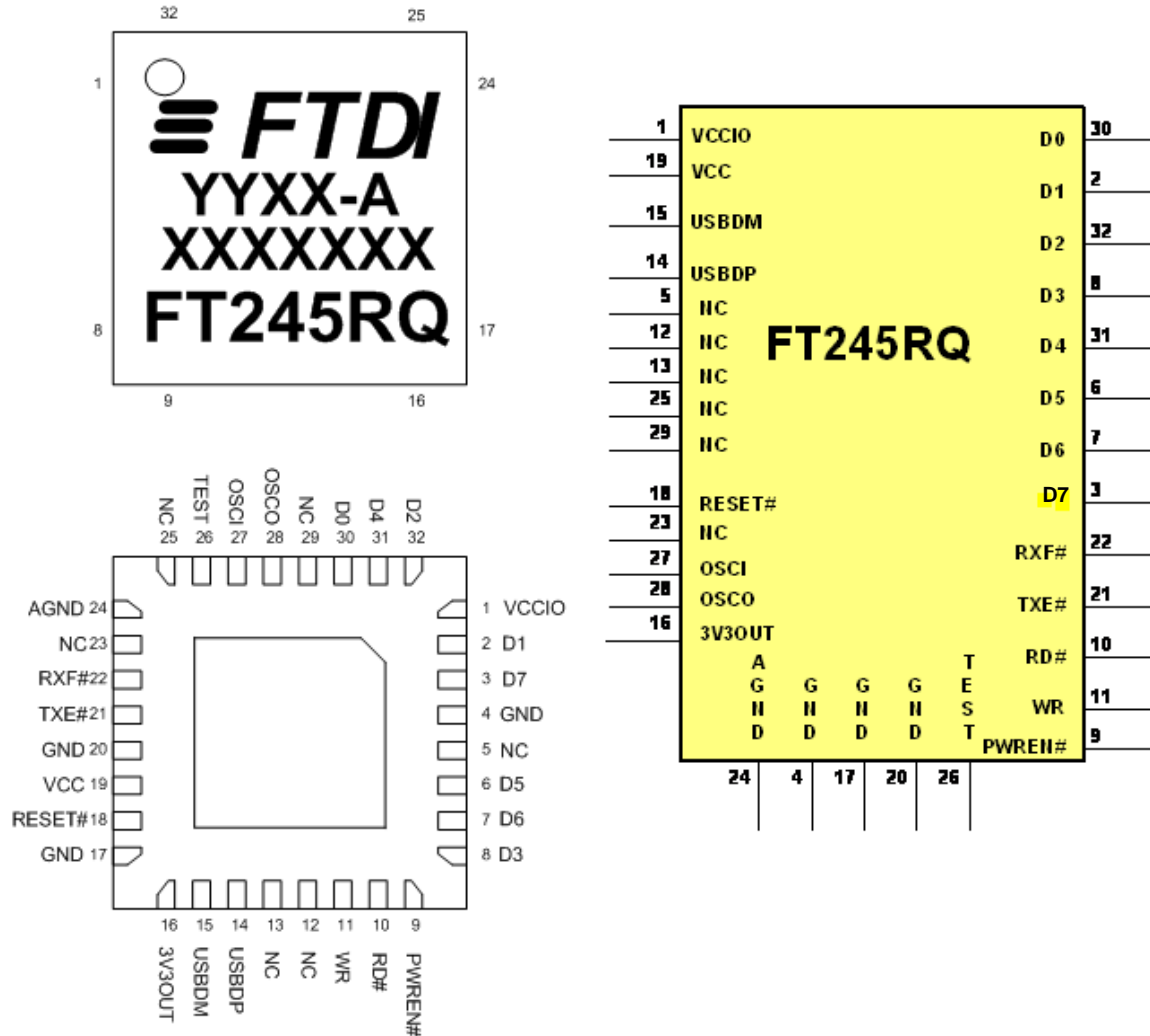 32 25
1 24
FTDI
YYXX-A
XXXXXXX
FT245RQ
8 17
9 16
NC 25
TEST 26
OSCI 27
OSCO 28
NC 29
D0 30
D4 31
D2 32
AGND 24
NC 23
RXF# 22
TXE# 21
GND 20
VCC 19
RESET# 18
GND 17
1 VCCIO
2 D1
3 D7
4 GND
5 NC
6 D5
7 D6
8 D3
16 3V3OUT
15 USBDM
14 USBDP
13 NC
12 NC
11 WR
10 RD#
9 PWREN#
1 VCCIO
19 VCC
15 USBDM
14 USBDP
5 NC
12 NC
13 NC
25 NC
29 NC
18 RESET#
23 NC
27 OSCI
28 OSCO
16 3V3OUT
FT245RQ
D0 30
D1 2
D2 32
D3 8
D4 31
D5 6
D6 7
D7 3
RXF# 22
TXE# 21
RD# 10
WR 11
PWREN# 9
AGND 24
GND 4
GND 17
GND 20
TEST 26